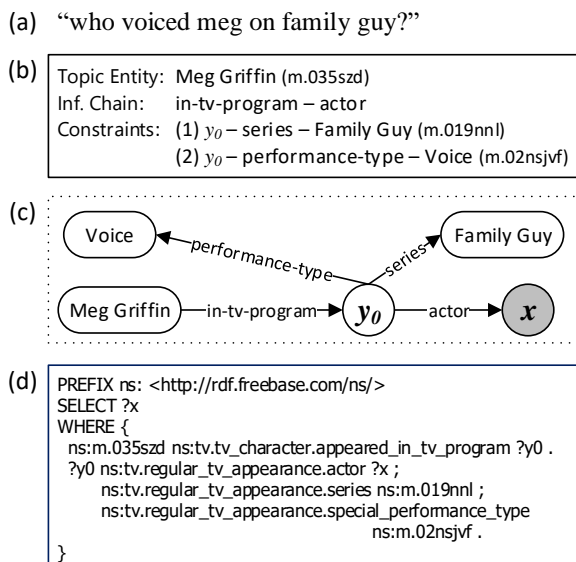 (a) “who voiced meg on family guy?”
(b)
Topic Entity: Meg Griffin (m.035szd)
Inf. Chain: in-tv-program – actor
Constraints: (1) y0 – series – Family Guy (m.019nnl)
(2) y0 – performance-type – Voice (m.02nsjvf)
(c)
Voice
performance-type
series
Family Guy
Meg Griffin
in-tv-program
y0
actor
x
(d)
PREFIX ns: <http://rdf.freebase.com/ns/>
SELECT ?x
WHERE {
ns:m.035szd ns:tv.tv_character.appeared_in_tv_program ?y0 .
?y0 ns:tv.regular_tv_appearance.actor ?x ;
ns:tv.regular_tv_appearance.series ns:m.019nnl ;
ns:tv.regular_tv_appearance.special_performance_type
ns:m.02nsjvf .
}